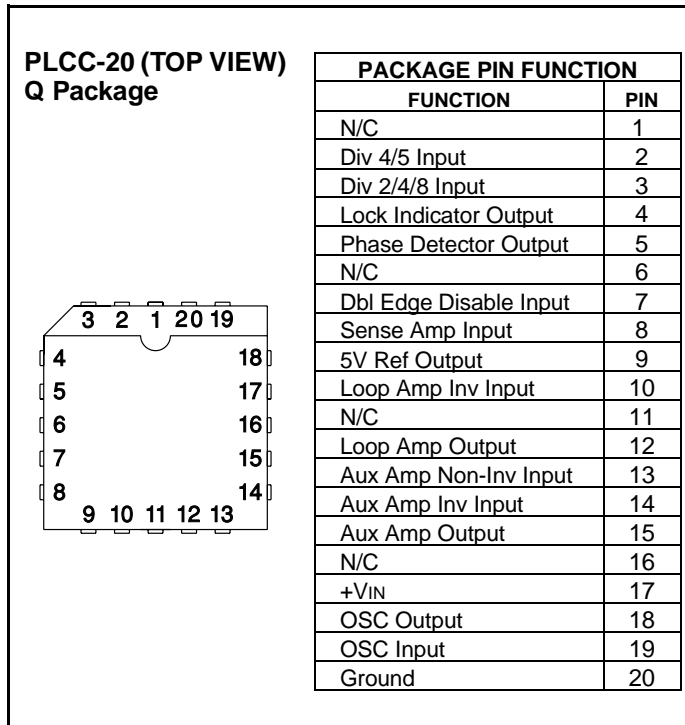 PLCC-20 (TOP VIEW)
Q Package
3 2 1 20 19
4 18
5 17
6 16
7 15
8 14
9 10 11 12 13
PACKAGE PIN FUNCTION
FUNCTION PIN
N/C 1
Div 4/5 Input 2
Div 2/4/8 Input 3
Lock Indicator Output 4
Phase Detector Output 5
N/C 6
Dbl Edge Disable Input 7
Sense Amp Input 8
5V Ref Output 9
Loop Amp Inv Input 10
N/C 11
Loop Amp Output 12
Aux Amp Non-Inv Input 13
Aux Amp Inv Input 14
Aux Amp Output 15
N/C 16
+VIN 17
OSC Output 18
OSC Input 19
Ground 20